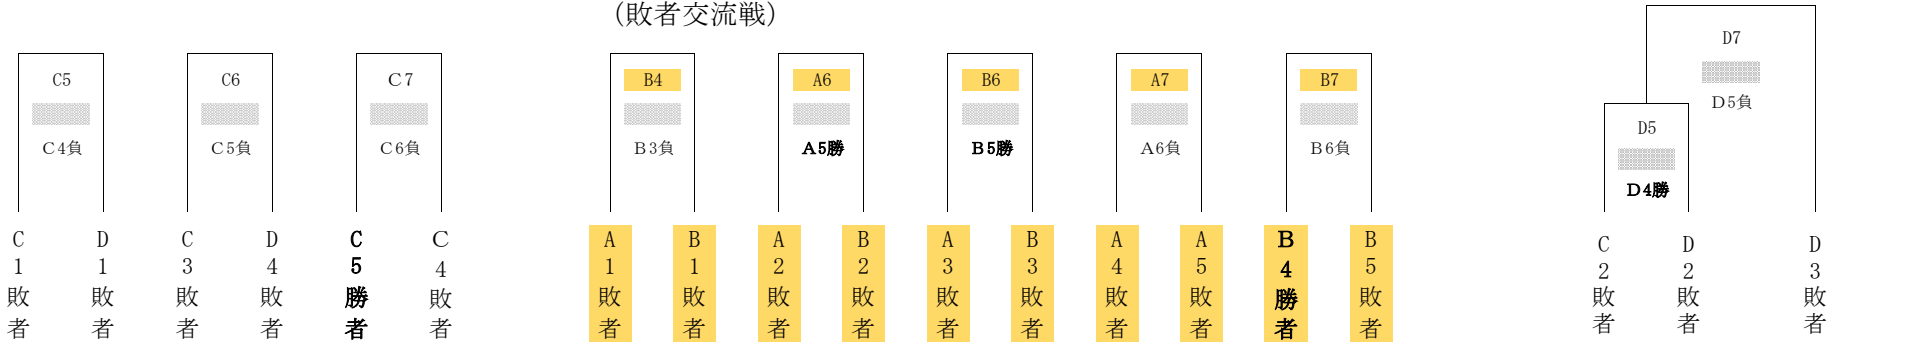 (敗者交流戦)
C5
C4負
C1敗者
D1敗者
C6
C5負
C3敗者
D4敗者
C7
C6負
C5勝者
C4敗者
B4
B3負
A1敗者
B1敗者
A6
A5勝
A2敗者
B2敗者
B6
B5勝
A3敗者
B3敗者
A7
A6負
A4敗者
A5敗者
B7
B6負
B4勝者
B5敗者
D7
D5負
D5
D4勝
C2敗者
D2敗者
D3敗者